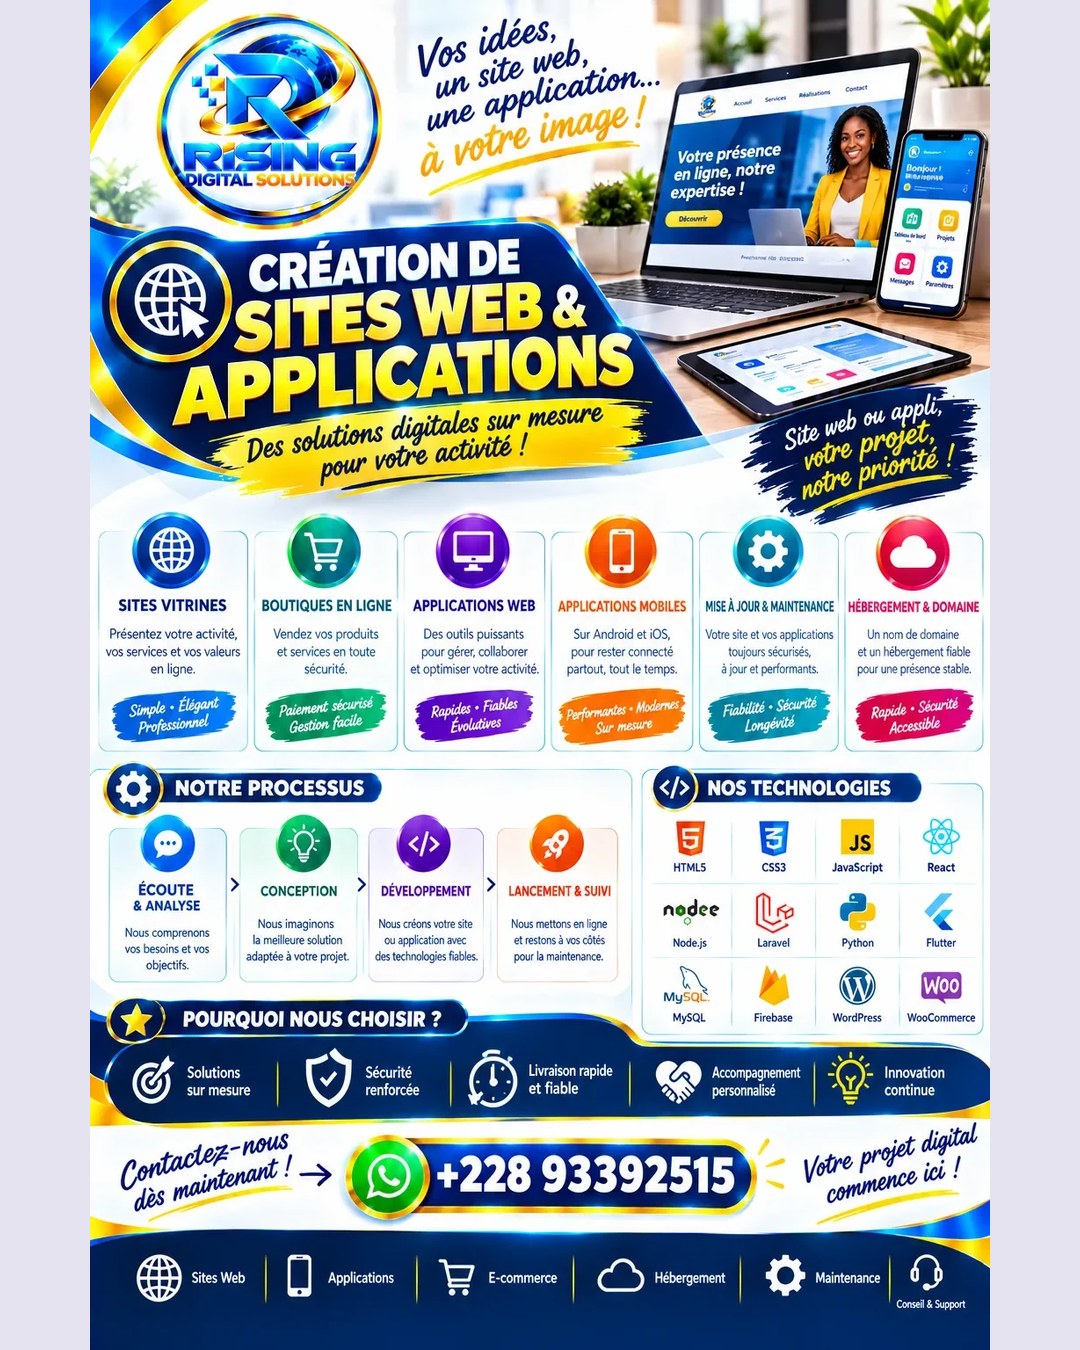 RISING
DIGITAL SOLUTIONS
Vos idées,
un site web,
une application...
à votre image !
Accueil Services Réalisations Contact
Votre présence
en ligne, notre
expertise !
Découvrir
Bonjour !
Tableau de bord
Projets
Messages
Paramètres
CRÉATION DE
SITES WEB &
APPLICATIONS
Des solutions digitales sur mesure
pour votre activité !
Site web ou appli,
votre projet,
notre priorité !
SITES VITRINES
Présentez votre activité,
vos services et vos valeurs
en ligne.
Simple • Élégant
Professionnel
BOUTIQUES EN LIGNE
Vendez vos produits
et services en toute
sécurité.
Paiement sécurisé
Gestion facile
APPLICATIONS WEB
Des outils puissants
pour gérer, collaborer
et optimiser votre activité.
Rapides • Fiables
Évolutives
APPLICATIONS MOBILES
Sur Android et iOS,
pour rester connecté
partout, tout le temps.
Performantes • Modernes
Sur mesure
MISE À JOUR & MAINTENANCE
Votre site et vos applications
toujours sécurisés,
à jour et performants.
Fiabilité • Sécurité
Longévité
HÉBERGEMENT & DOMAINE
Un nom de domaine
et un hébergement fiable
pour une présence stable.
Rapide • Sécurité
Accessible
NOTRE PROCESSUS
ÉCOUTE
& ANALYSE
Nous comprenons
vos besoins et vos
objectifs.
CONCEPTION
Nous imaginons
la meilleure solution
adaptée à votre projet.
DÉVELOPPEMENT
Nous créons votre site
ou application avec
des technologies fiables.
LANCEMENT & SUIVI
Nous mettons en ligne
et restons à vos côtés
pour la maintenance.
</> NOS TECHNOLOGIES
HTML5
CSS3
JS
JavaScript
React
nodee
Node.js
Laravel
Python
Flutter
MySQL
MySQL
Firebase
WordPress
WOO
WooCommerce
POURQUOI NOUS CHOISIR ?
Solutions
sur mesure
Sécurité
renforcée
Livraison rapide
et fiable
Accompagnement
personnalisé
Innovation
continue
Contactez-nous
dès maintenant !
+228 93392515
Votre projet digital
commence ici !
Sites Web
Applications
E-commerce
Hébergement
Maintenance
Conseil & Support